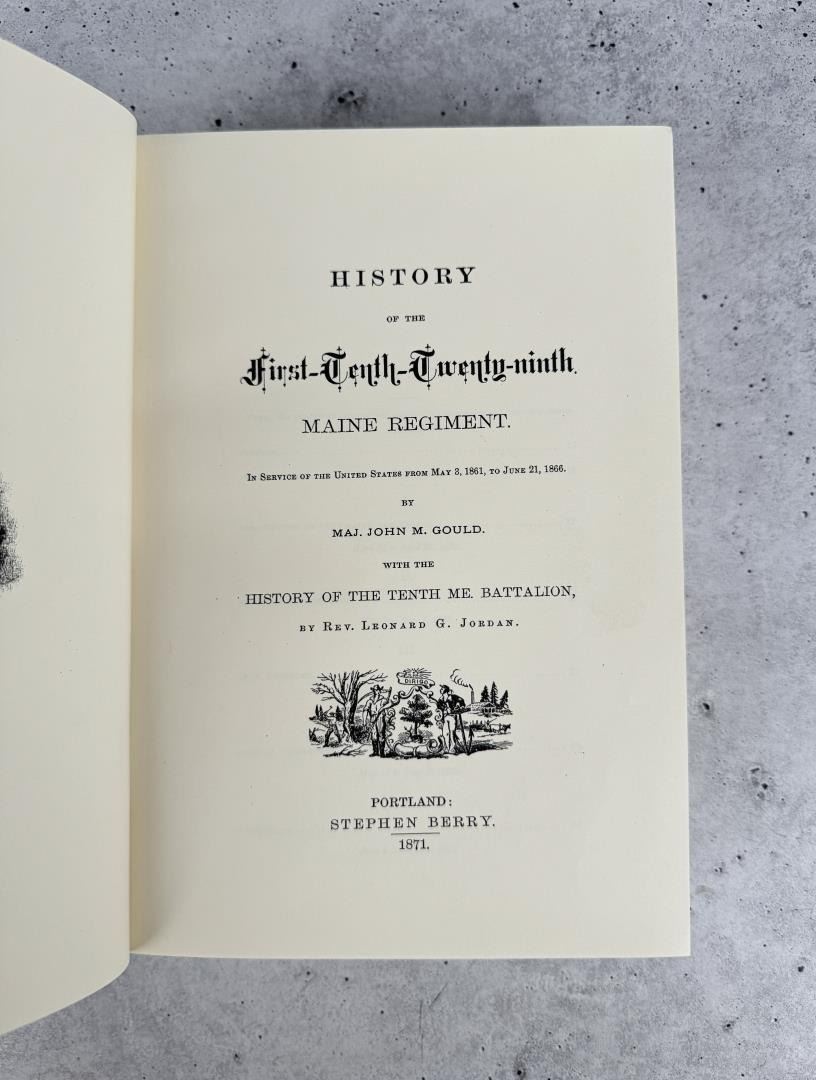 HISTORY
OF THE
First-Tenth-Twenty-ninth
MAINE REGIMENT.
IN SERVICE OF THE UNITED STATES FROM MAY 3, 1861, TO JUNE 21, 1866.
BY
MAJ. JOHN M. GOULD.
WITH THE
HISTORY OF THE TENTH ME. BATTALION,
BY REV. LEONARD G. JORDAN.
DIRIGO
PORTLAND:
STEPHEN BERRY.
1871.